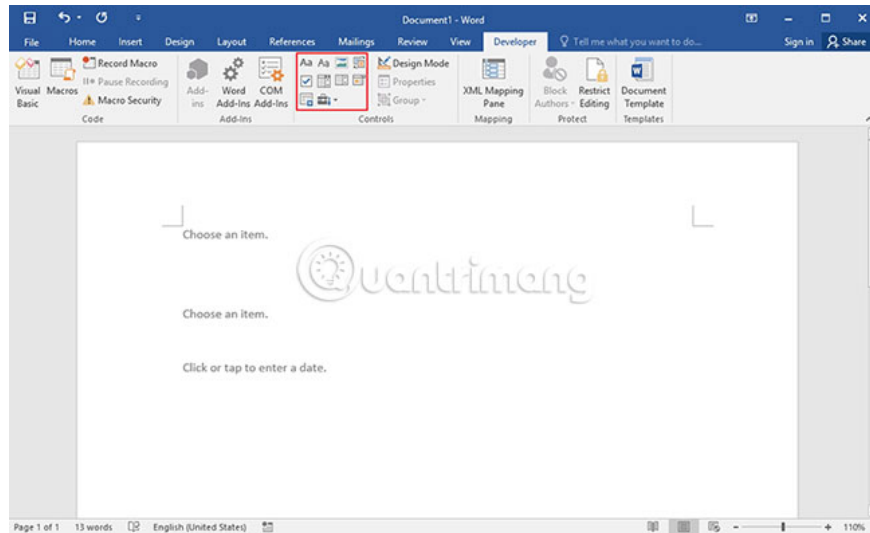 Document1 - Word
File Home Insert Design Layout References Mailings Review View Developer Tell me what you want to do... Sign in Share
Visual Basic
Macros
Record Macro
Pause Recording
Macro Security
Code
Add-ins
Word Add-Ins
COM Add-Ins
Add-Ins
Aa Aa
Design Mode
Properties
Group
Controls
XML Mapping Pane
Mapping
Block Authors
Restrict Editing
Protect
Document Template
Templates
Choose an item.
Quantrimang
Choose an item.
Click or tap to enter a date.
Page 1 of 1 13 words English (United States) 110%